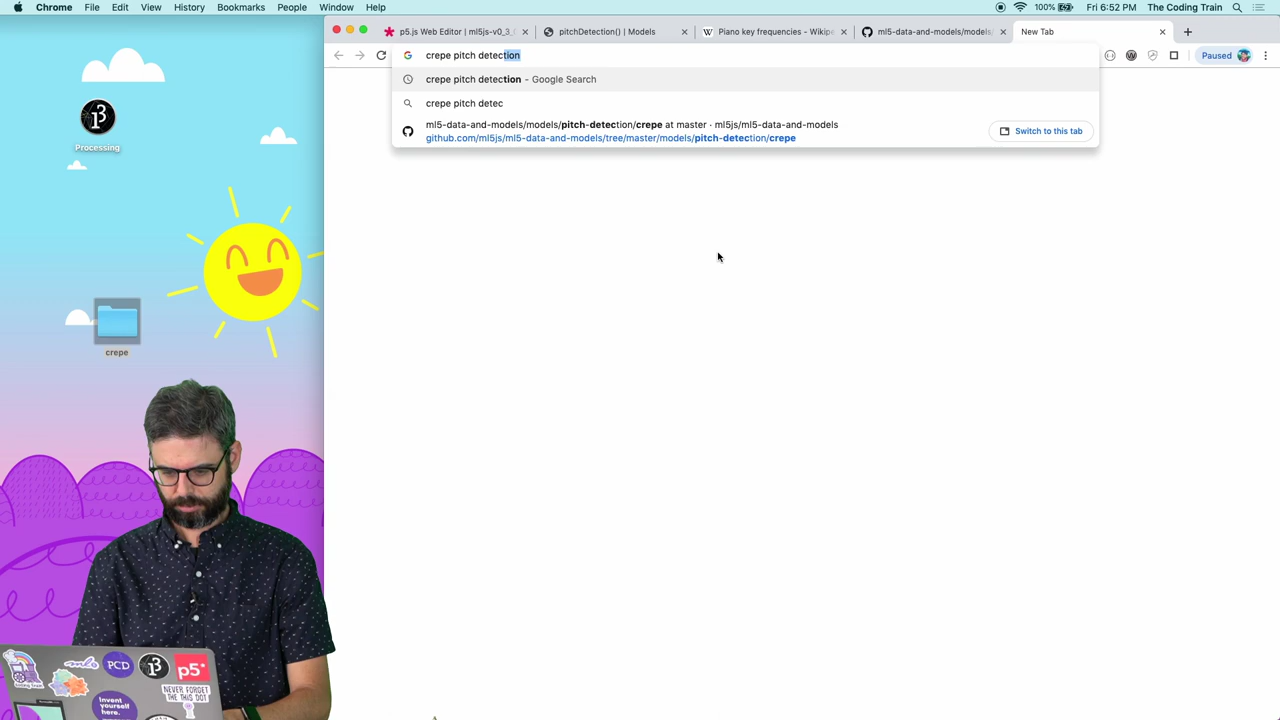 Chrome File Edit View History Bookmarks People Window Help
100% Fri 6:52 PM The Coding Train
p5.js Web Editor | ml5js-v0_3_
pitchDetection() | Models
Piano key frequencies - Wikipe
ml5-data-and-models/models/
New Tab
crepe pitch detection
Paused
crepe pitch detection - Google Search
crepe pitch detec
ml5-data-and-models/models/pitch-detection/crepe at master · ml5js/ml5-data-and-models
github.com/ml5js/ml5-data-and-models/tree/master/models/pitch-detection/crepe
Switch to this tab
Processing
crepe
PCD
p5*
Invent
yourself
here.
NEVER FORGET
THE THIS DOT